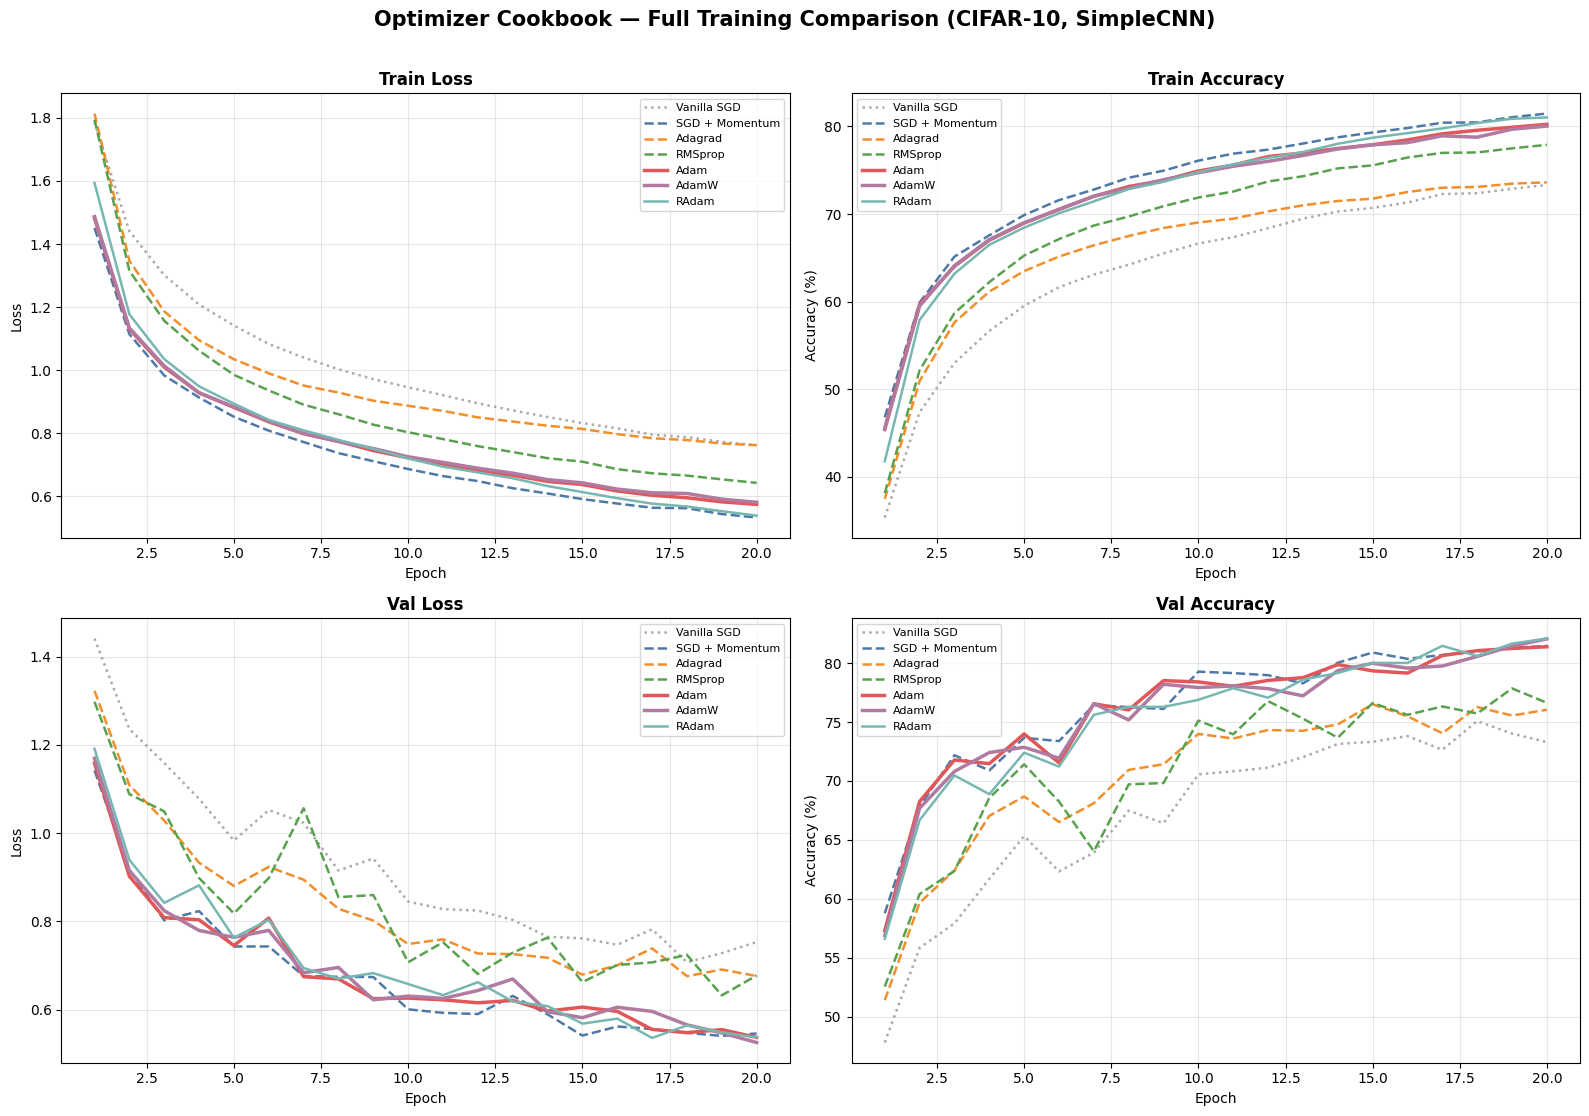 Optimizer Cookbook — Full Training Comparison (CIFAR-10, SimpleCNN)
Train Loss
Loss
1.8
1.6
1.4
1.2
1.0
0.8
0.6
Vanilla SGD
SGD + Momentum
Adagrad
RMSprop
Adam
AdamW
RAdam
2.5 5.0 7.5 10.0 12.5 15.0 17.5 20.0
Epoch
Train Accuracy
Accuracy (%)
80
70
60
50
40
Vanilla SGD
SGD + Momentum
Adagrad
RMSprop
Adam
AdamW
RAdam
2.5 5.0 7.5 10.0 12.5 15.0 17.5 20.0
Epoch
Val Loss
Loss
1.4
1.2
1.0
0.8
0.6
Vanilla SGD
SGD + Momentum
Adagrad
RMSprop
Adam
AdamW
RAdam
2.5 5.0 7.5 10.0 12.5 15.0 17.5 20.0
Epoch
Val Accuracy
Accuracy (%)
80
75
70
65
60
55
50
Vanilla SGD
SGD + Momentum
Adagrad
RMSprop
Adam
AdamW
RAdam
2.5 5.0 7.5 10.0 12.5 15.0 17.5 20.0
Epoch